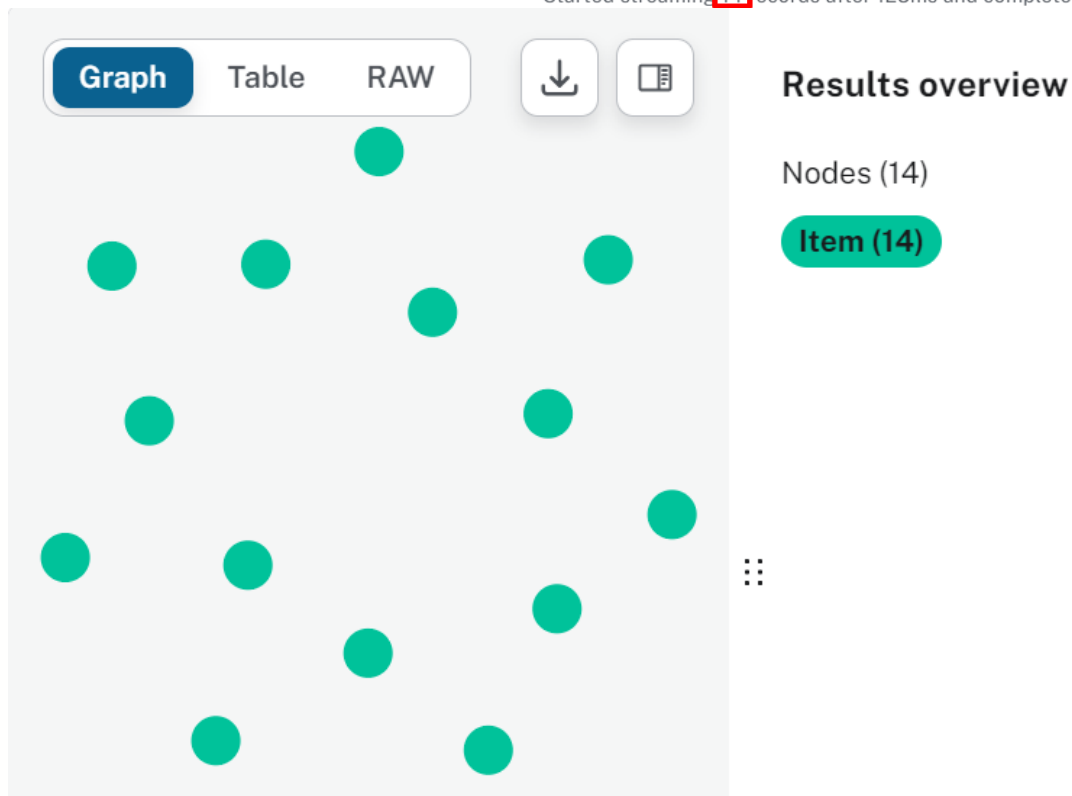 Graph Table RAW
Results overview
Nodes (14)
Item (14)